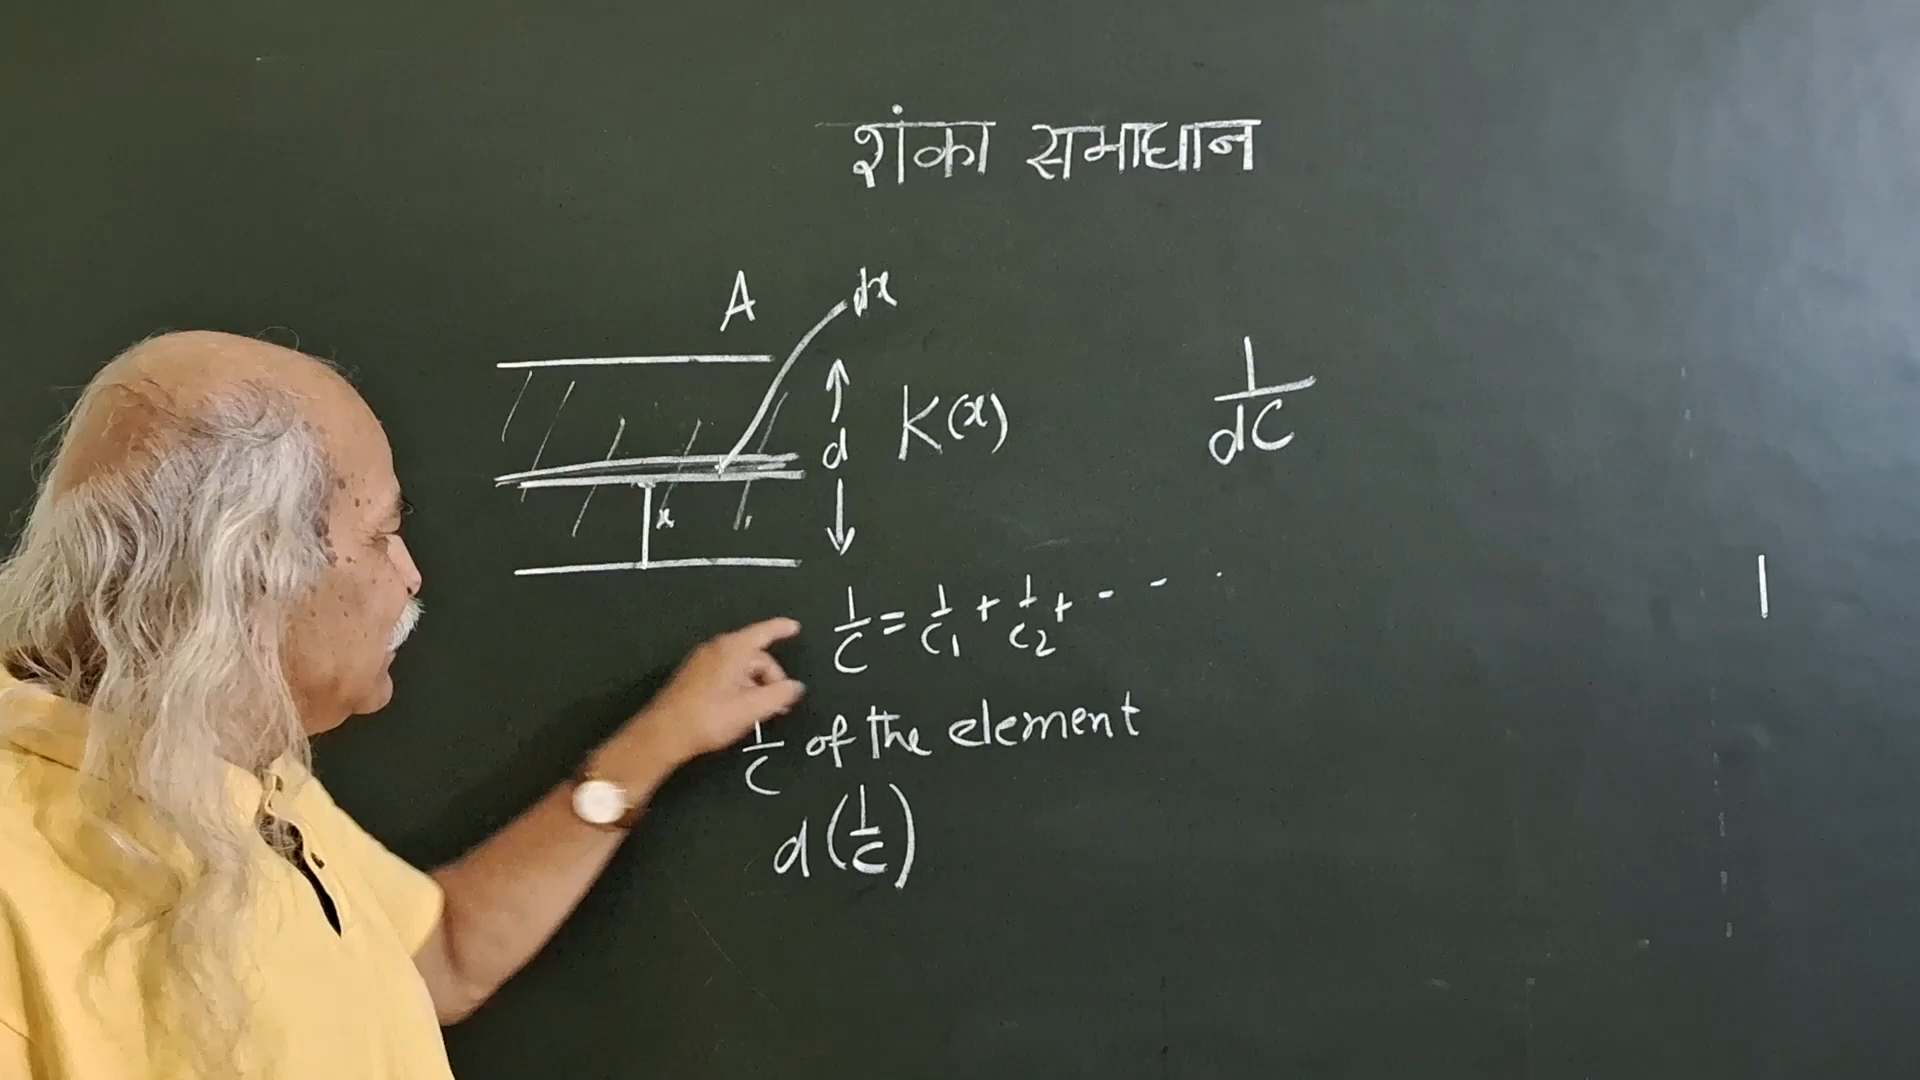 शंका समाधान
A
dx
d
K(x)
1/dC
x
1/C = 1/C₁ + 1/C₂ + - - .
1/C of the element
d(1/C)